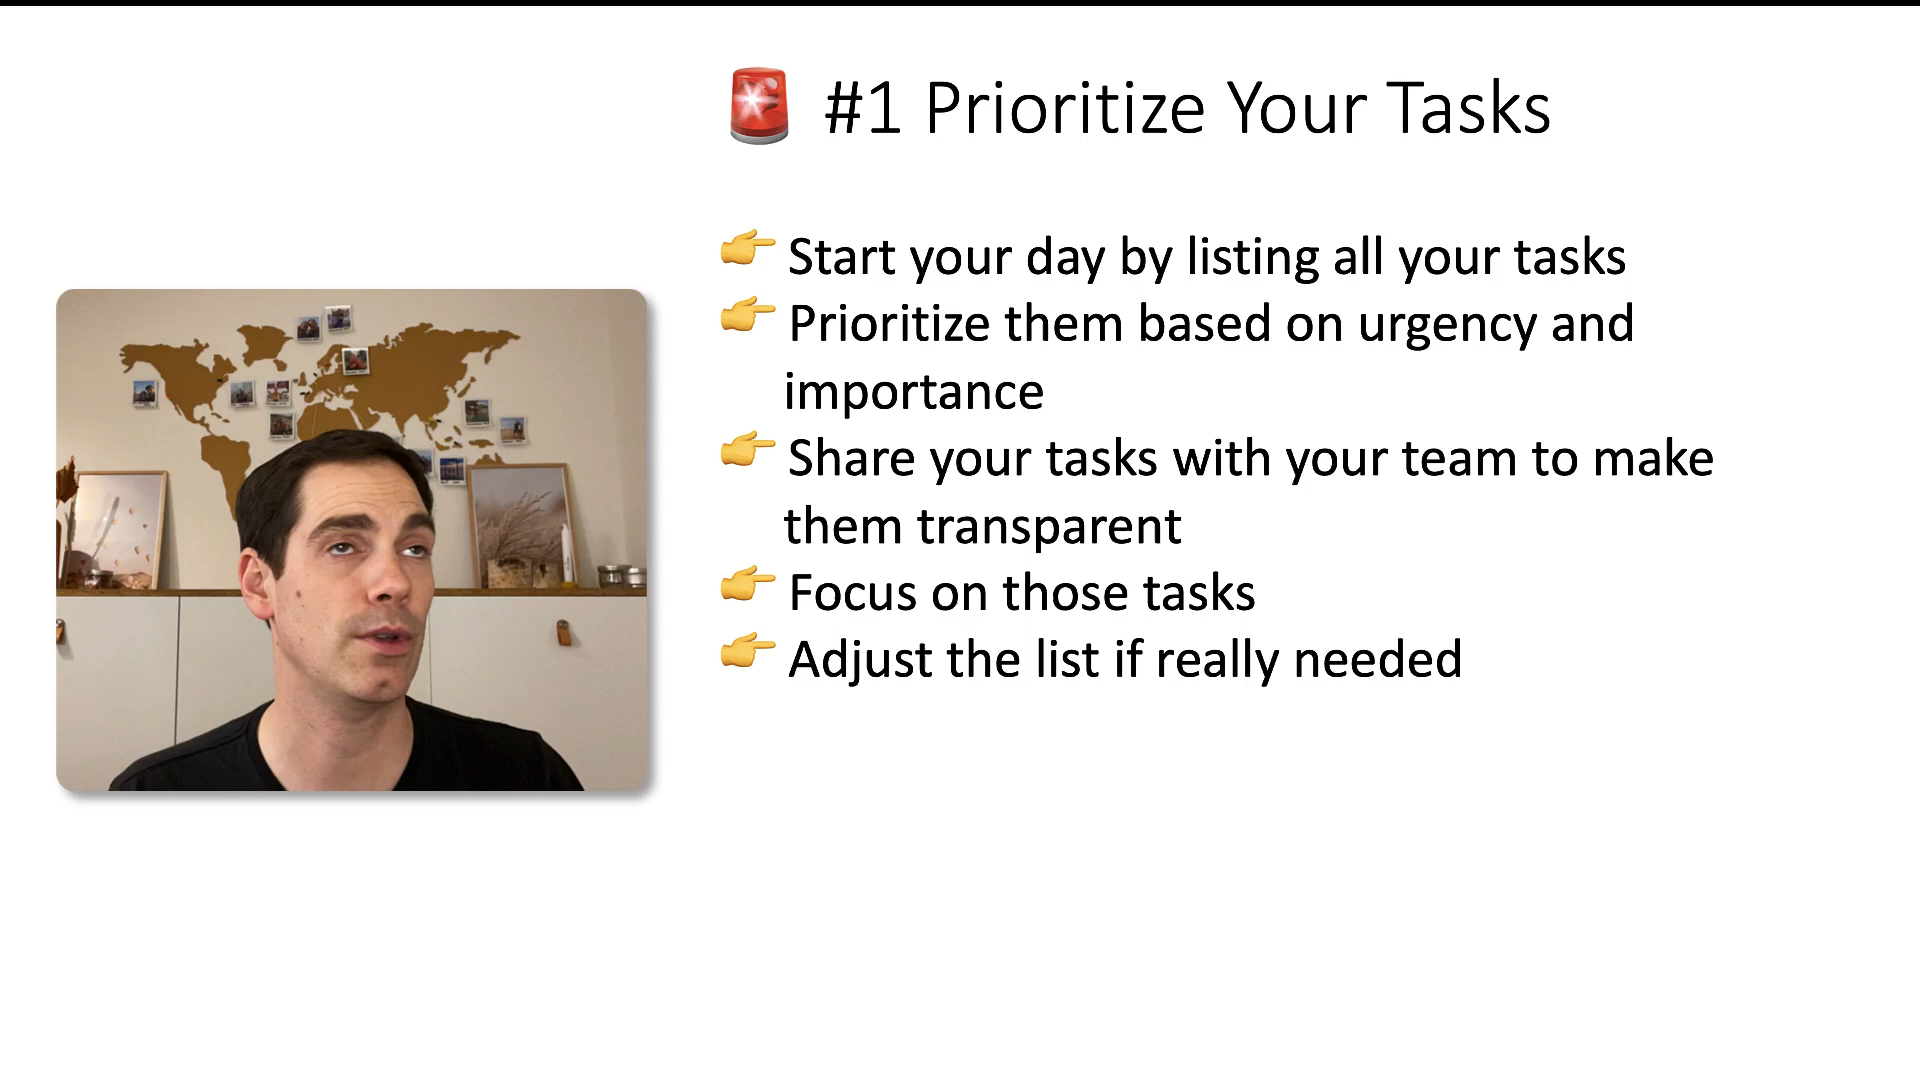 🚨 #1 Prioritize Your Tasks
👉 Start your day by listing all your tasks
👉 Prioritize them based on urgency and
importance
👉 Share your tasks with your team to make
them transparent
👉 Focus on those tasks
👉 Adjust the list if really needed